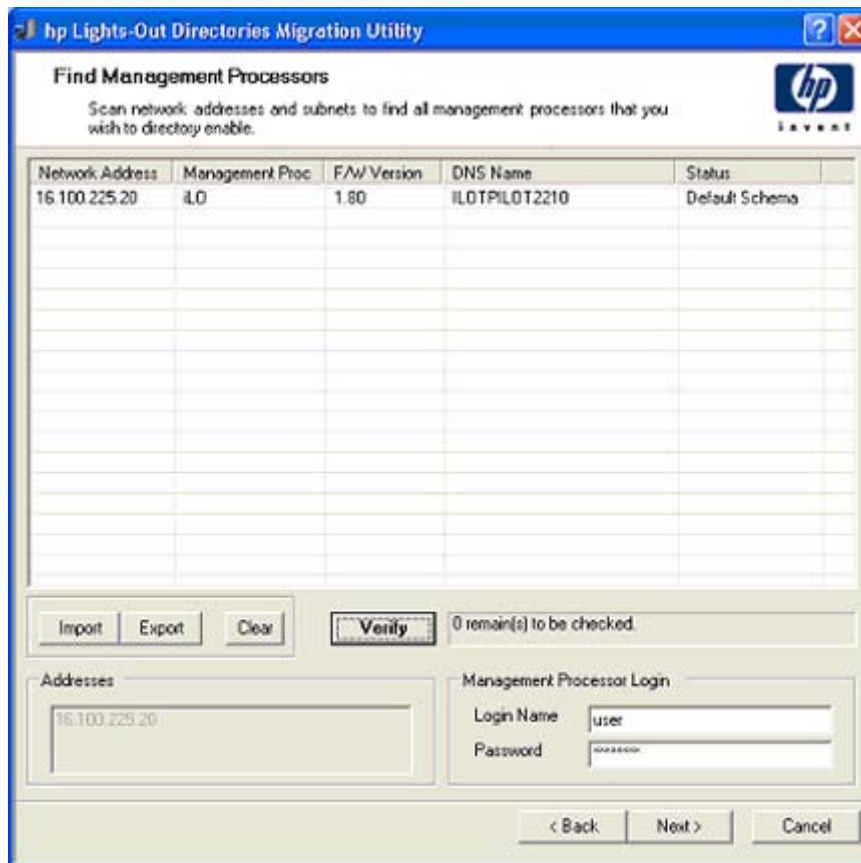 hp Lights-Out Directories Migration Utility
Find Management Processors
Scan network addresses and subnets to find all management processors that you
wish to directory enable.
hp
invent
Network Address Management Proc F/W Version DNS Name Status
16.100.225.20 iLO 1.80 ILOTPILOT2210 Default Schema
Import Export Clear Verify 0 remain(s) to be checked.
Addresses
16.100.225.20
Management Processor Login
Login Name user
Password ********
< Back Next > Cancel